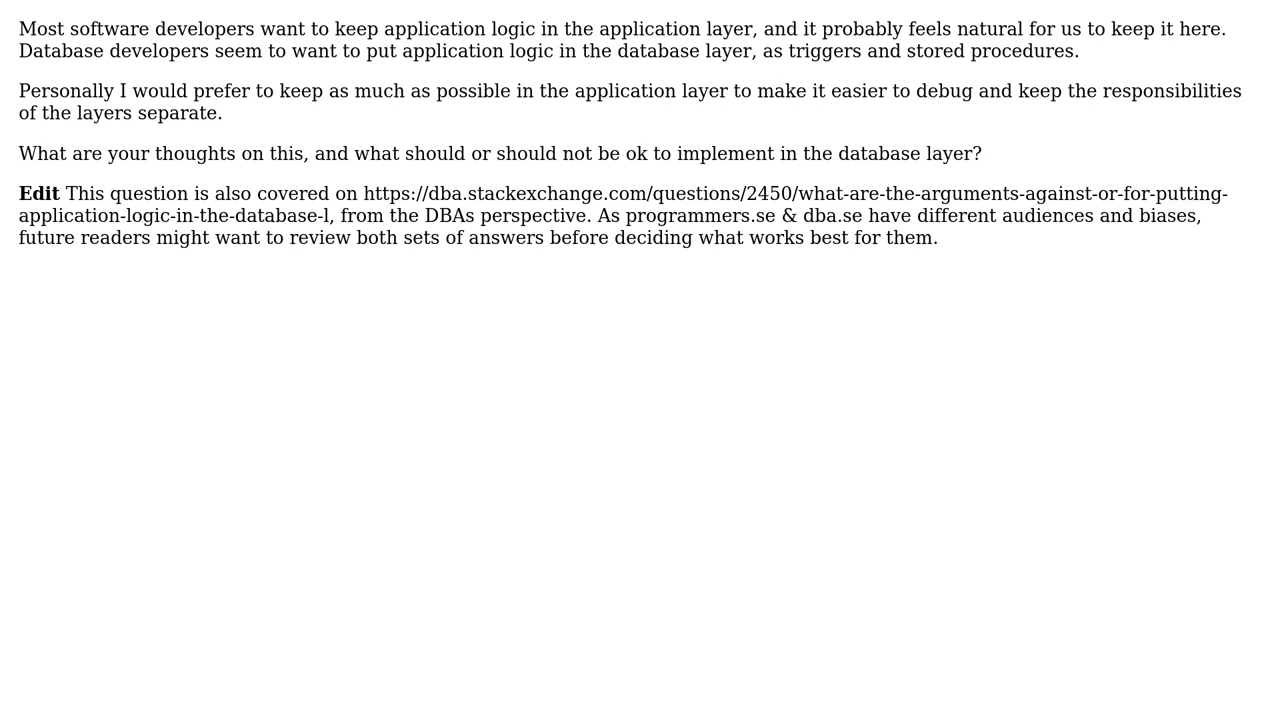 Most software developers want to keep application logic in the application layer, and it probably feels natural for us to keep it here.
Database developers seem to want to put application logic in the database layer, as triggers and stored procedures.
Personally I would prefer to keep as much as possible in the application layer to make it easier to debug and keep the responsibilities
of the layers separate.
What are your thoughts on this, and what should or should not be ok to implement in the database layer?
Edit This question is also covered on https://dba.stackexchange.com/questions/2450/what-are-the-arguments-against-or-for-putting-
application-logic-in-the-database-l, from the DBAs perspective. As programmers.se & dba.se have different audiences and biases,
future readers might want to review both sets of answers before deciding what works best for them.